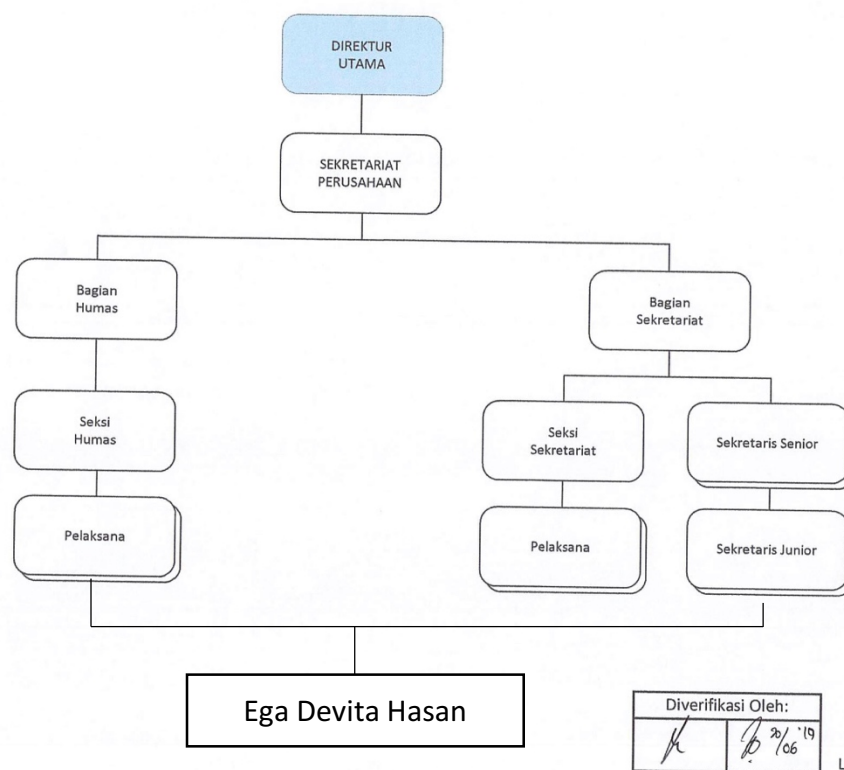 DIREKTUR
UTAMA
SEKRETARIAT
PERUSAHAAN
Bagian
Humas
Bagian
Sekretariat
Seksi
Humas
Seksi
Sekretariat
Sekretaris Senior
Pelaksana
Pelaksana
Sekretaris Junior
Ega Devita Hasan
Diverifikasi Oleh:
20/06 '19